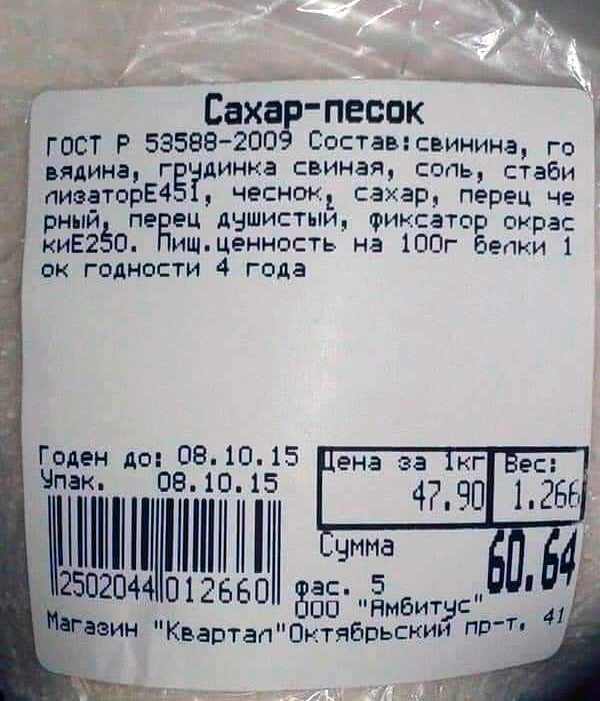 Сахар-песок
ГОСТ Р 53588-2009 Состав:свинина, го
вядина, грудинка свиная, соль, стаби
лизаторЕ451, чеснок, сахар, перец че
рный, перец душистый, фиксатор окрас
киЕ250. Пищ.ценность на 100г белки 1
ок годности 4 года
Годен до: 08.10.15
Упак. 08.10.15
Цена за 1кг Вес:
47.90 1.266
Сумма 60.64
2502044012660
фас. 5
ООО "Амбитус"
Магазин "Квартал"Октябрьский пр-т, 41